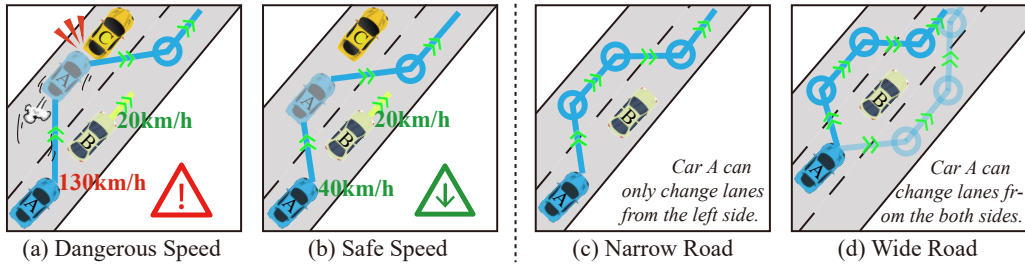 C
A
B
20km/h
130km/h
A
!
(a) Dangerous Speed
C
A
B
20km/h
40km/h
A
(b) Safe Speed
B
A
Car A can
only change lanes
from the left side.
(c) Narrow Road
B
A
Car A can
change lanes fr-
om the both sides.
(d) Wide Road